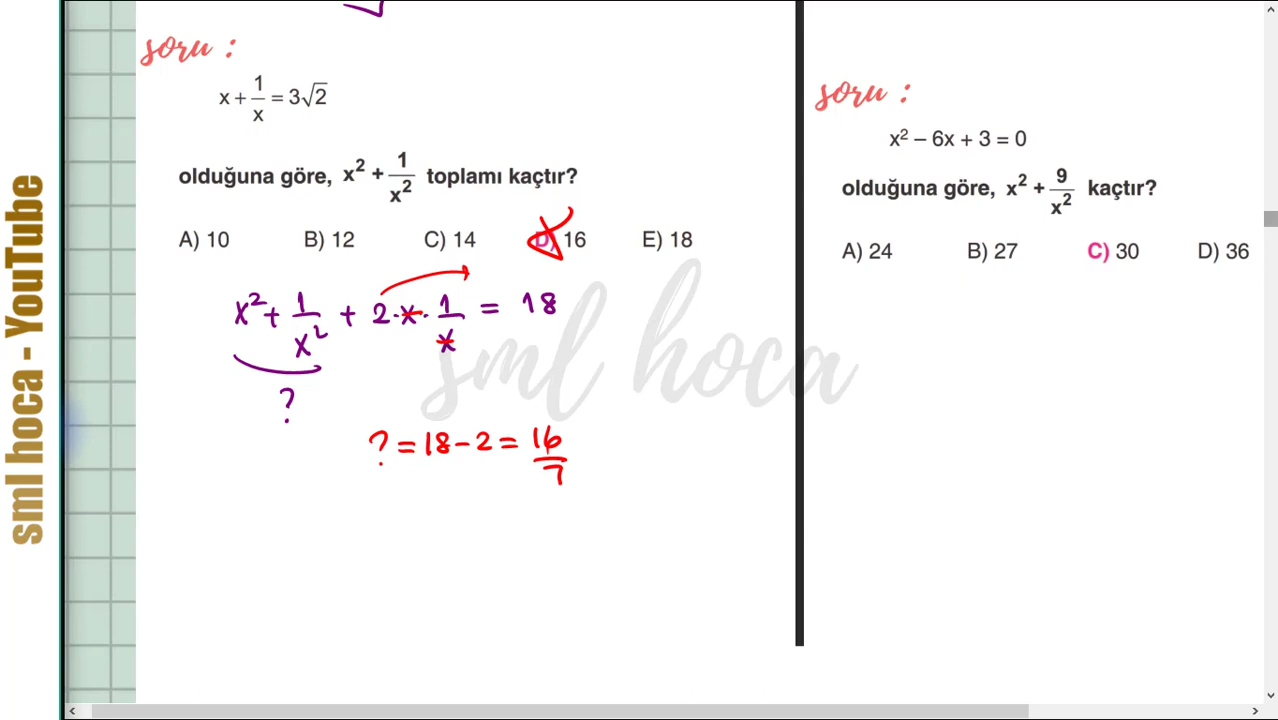 sml hoca - YouTube
soru :
x + 1/x = 3√2
olduğuna göre, x² + 1/x² toplamı kaçtır?
A) 10 B) 12 C) 14 D) 16 E) 18
x² + 1/x² + 2·x·1/x = 18
?
? = 18 - 2 = 16
sml hoca
soru :
x² – 6x + 3 = 0
olduğuna göre, x² + 9/x² kaçtır?
A) 24 B) 27 C) 30 D) 36